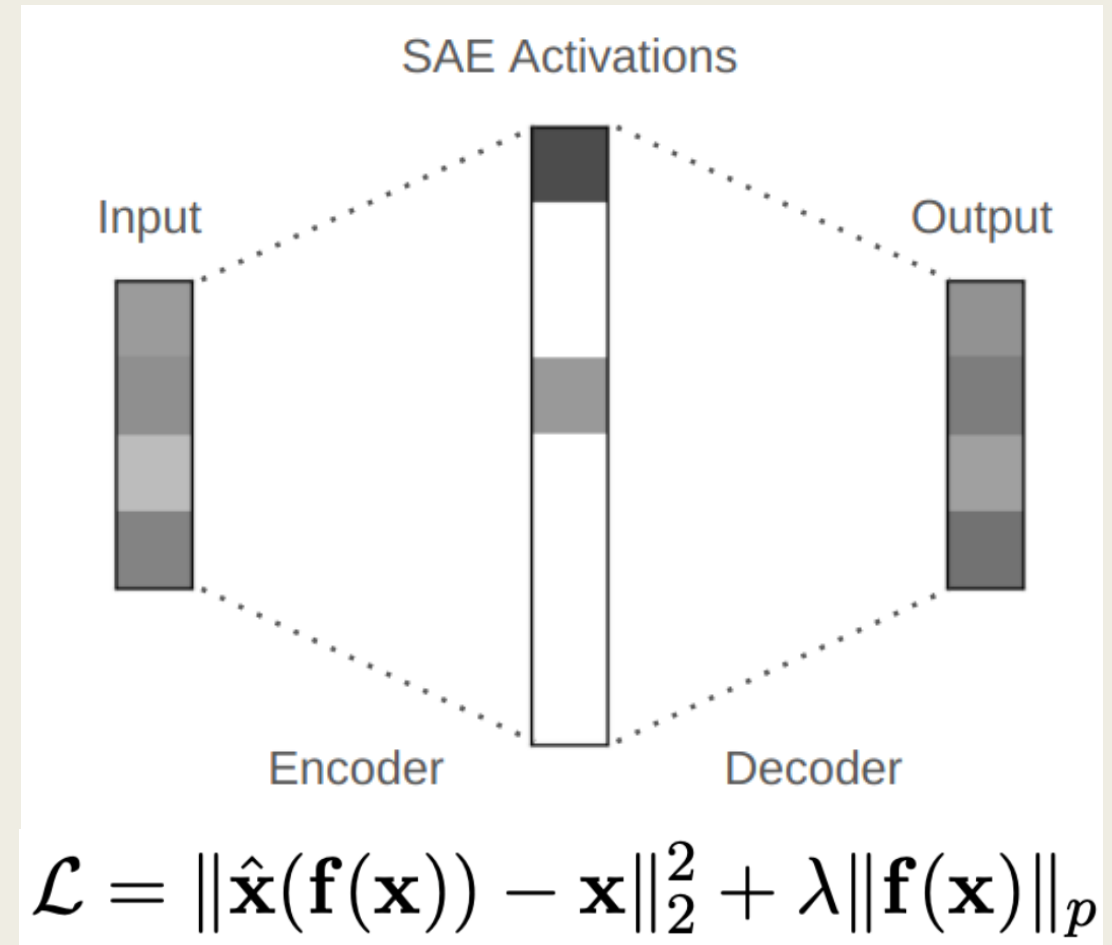 SAE Activations
Input
Output
Encoder
Decoder
ℒ = ‖x̂(f(x)) − x‖₂² + λ‖f(x)‖ₚ